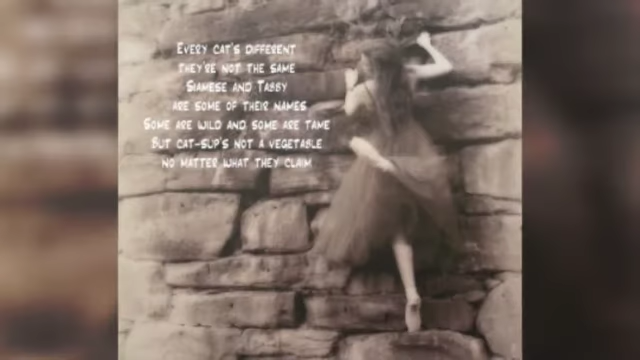 Every cat's different
they're not the same
Siamese and Tabby
are some of their names
Some are wild and some are tame
But cat-sup's not a vegetable
no matter what they claim